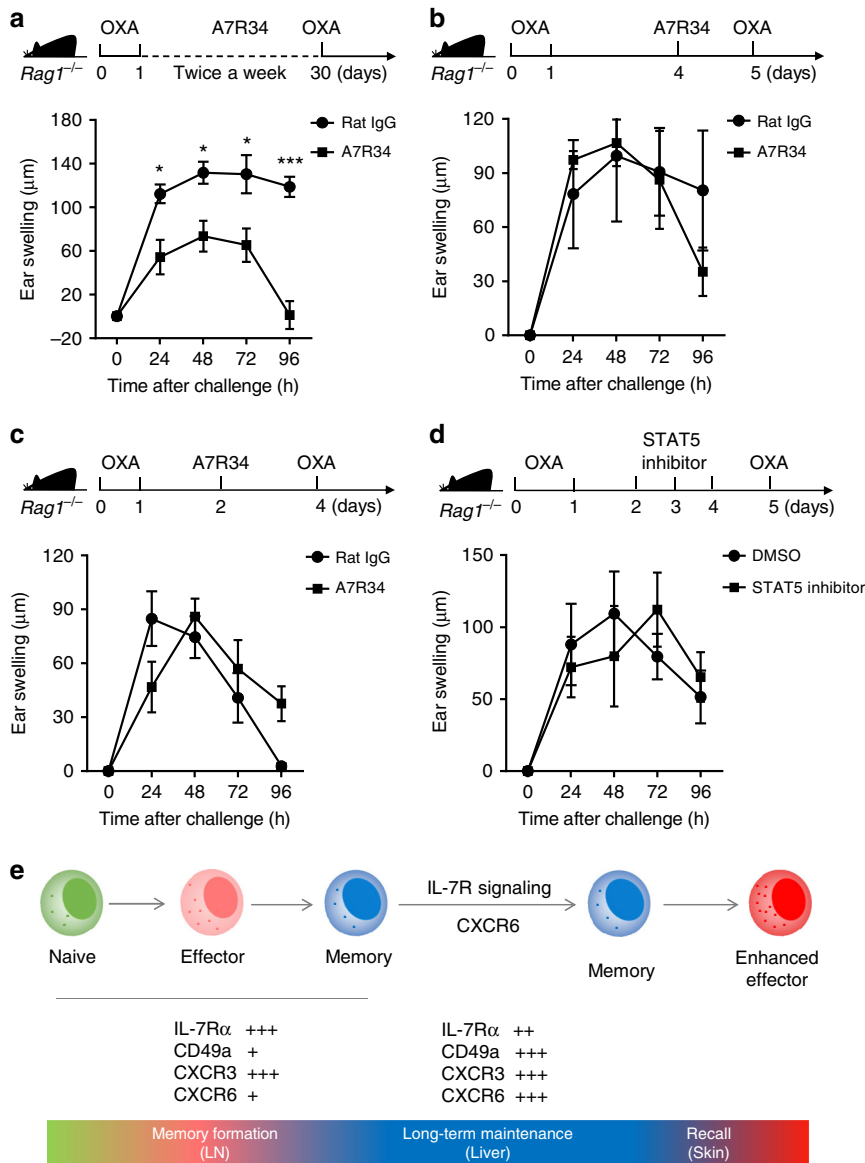 a
OXA A7R34 OXA
Rag1−/− 0 1 Twice a week 30 (days)
Rat IgG
A7R34
Ear swelling (μm)
180
140
100
60
20
−20
* * * ***
0 24 48 72 96
Time after challenge (h)
b
OXA A7R34 OXA
Rag1−/− 0 1 4 5 (days)
Rat IgG
A7R34
Ear swelling (μm)
120
90
60
30
0
0 24 48 72 96
Time after challenge (h)
c
OXA A7R34 OXA
Rag1−/− 0 1 2 4 (days)
Rat IgG
A7R34
Ear swelling (μm)
120
90
60
30
0
0 24 48 72 96
Time after challenge (h)
d
STAT5
OXA inhibitor OXA
Rag1−/− 0 1 2 3 4 5 (days)
DMSO
STAT5 inhibitor
Ear swelling (μm)
150
100
50
0
0 24 48 72 96
Time after challenge (h)
e
IL-7R signaling
CXCR6
Naive Effector Memory Memory Enhanced
effector
IL-7Rα +++ IL-7Rα ++
CD49a + CD49a +++
CXCR3 +++ CXCR3 +++
CXCR6 + CXCR6 +++
Memory formation Long-term maintenance Recall
(LN) (Liver) (Skin)